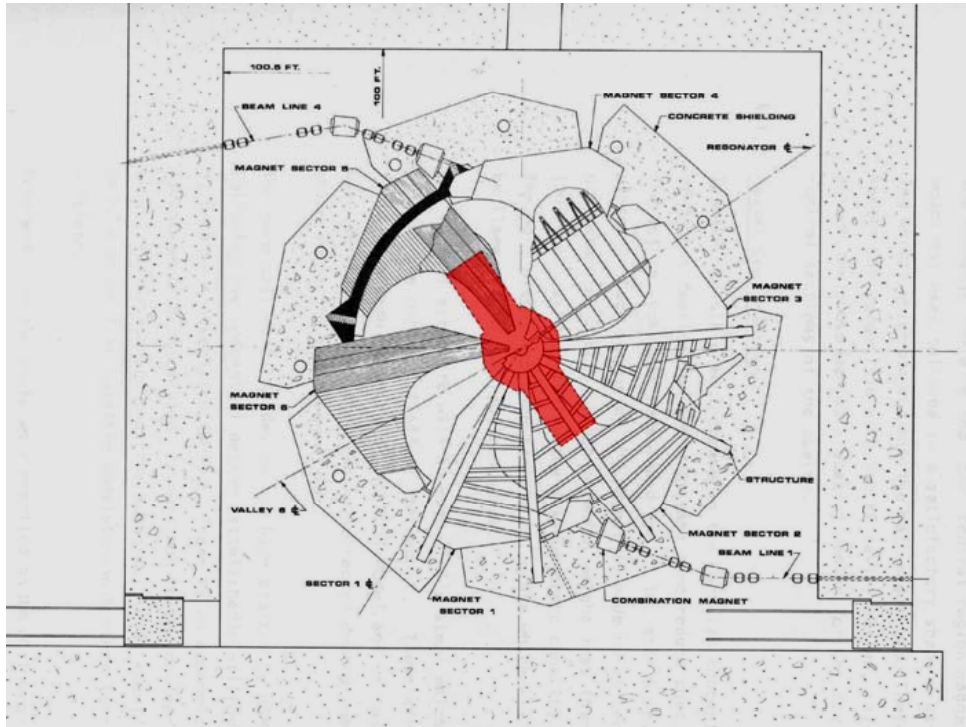 100.5 FT.
100 FT.
BEAM LINE 4
MAGNET SECTOR 4
CONCRETE SHIELDING
RESONATOR ℄
MAGNET SECTOR 5
MAGNET
SECTOR 3
MAGNET
SECTOR 6
STRUCTURE
VALLEY 6
MAGNET SECTOR 2
BEAM LINE 1
SECTOR 1 ℄
MAGNET
SECTOR 1
COMBINATION MAGNET